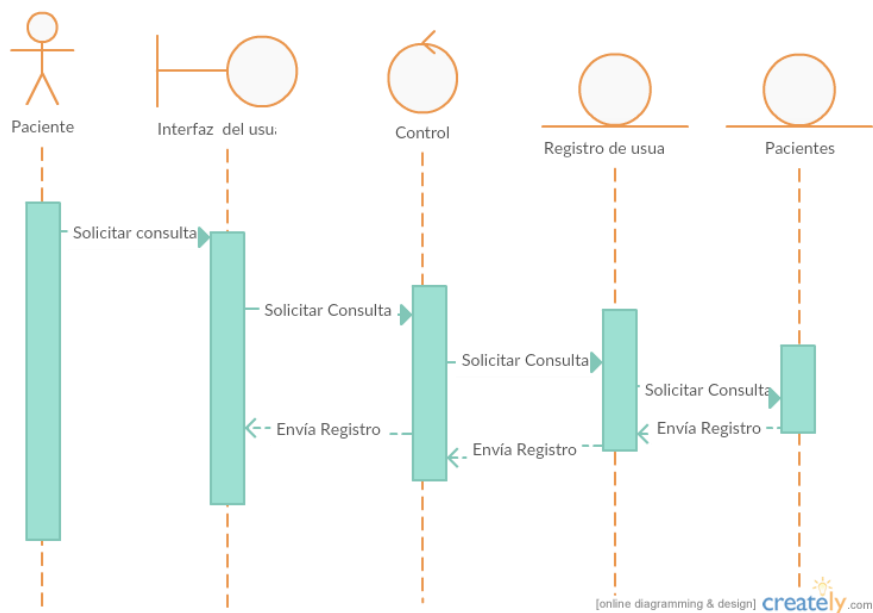 Paciente
Interfaz del usua
Control
Registro de usua
Pacientes
Solicitar consulta
Solicitar Consulta
Solicitar Consulta
Solicitar Consulta
Envía Registro
Envía Registro
Envía Registro
[online diagramming & design] creately.com